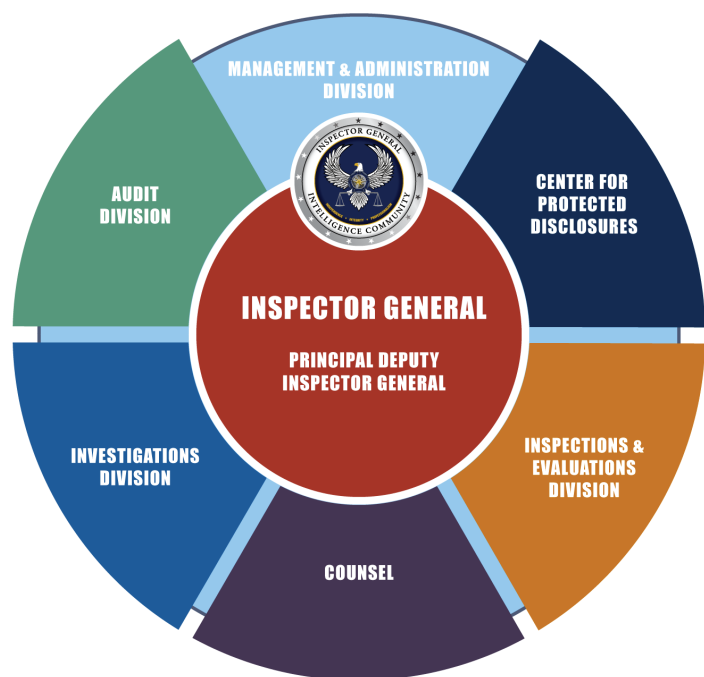 MANAGEMENT & ADMINISTRATION
DIVISION
AUDIT
DIVISION
CENTER FOR
PROTECTED
DISCLOSURES
INSPECTOR GENERAL
INTELLIGENCE COMMUNITY
INSPECTOR GENERAL
PRINCIPAL DEPUTY
INSPECTOR GENERAL
INVESTIGATIONS
DIVISION
INSPECTIONS &
EVALUATIONS
DIVISION
COUNSEL